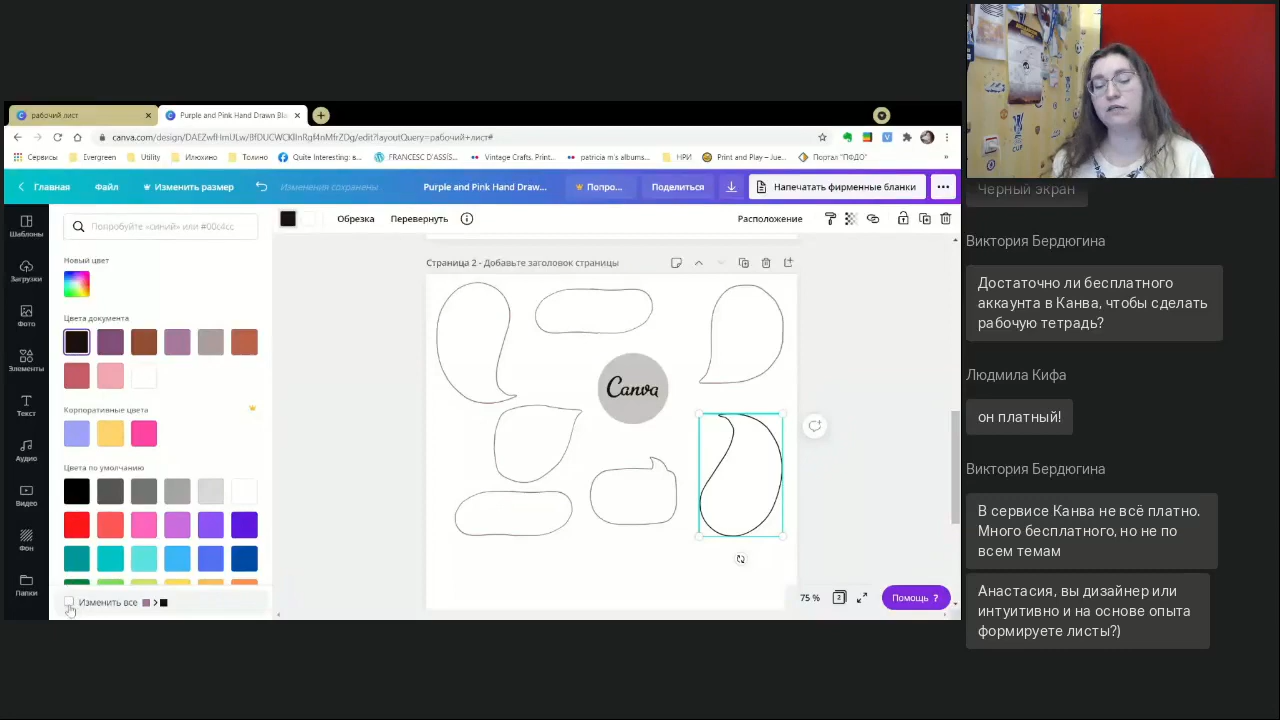 рабочий лист
Purple and Pink Hand Drawn Bla
canva.com/design/DAEZwfHmULw/8fDUCWCKllnRgf4nMfrZDg/edit?layoutQuery=рабочий+лист#
Сервисы
Evergreen
Utility
Илюхино
Толино
Quite Interesting: в...
FRANCESC D'ASSÍS...
Vintage Crafts. Print...
patricia m's albums...
НРИ
Print and Play – Jue...
Портал "ПФДО"
»
Главная
Файл
Изменить размер
Изменения сохранены
Purple and Pink Hand Draw...
Попро...
Поделиться
Напечатать фирменные бланки
Попробуйте «синий» или #00c4cc
Обрезка
Перевернуть
Расположение
Шаблоны
Загрузки
Фото
Элементы
Текст
Аудио
Видео
Фон
Папки
Новый цвет
Цвета документа
Корпоративные цвета
Цвета по умолчанию
Изменить все
Страница 2 - Добавьте заголовок страницы
Canva
75 %
2
Помощь ?
CUP
Черный экран
Виктория Бердюгина
Достаточно ли бесплатного
аккаунта в Канва, чтобы сделать
рабочую тетрадь?
Людмила Кифа
он платный!
Виктория Бердюгина
В сервисе Канва не всё платно.
Много бесплатного, но не по
всем темам
Анастасия, вы дизайнер или
интуитивно и на основе опыта
формируете листы?)